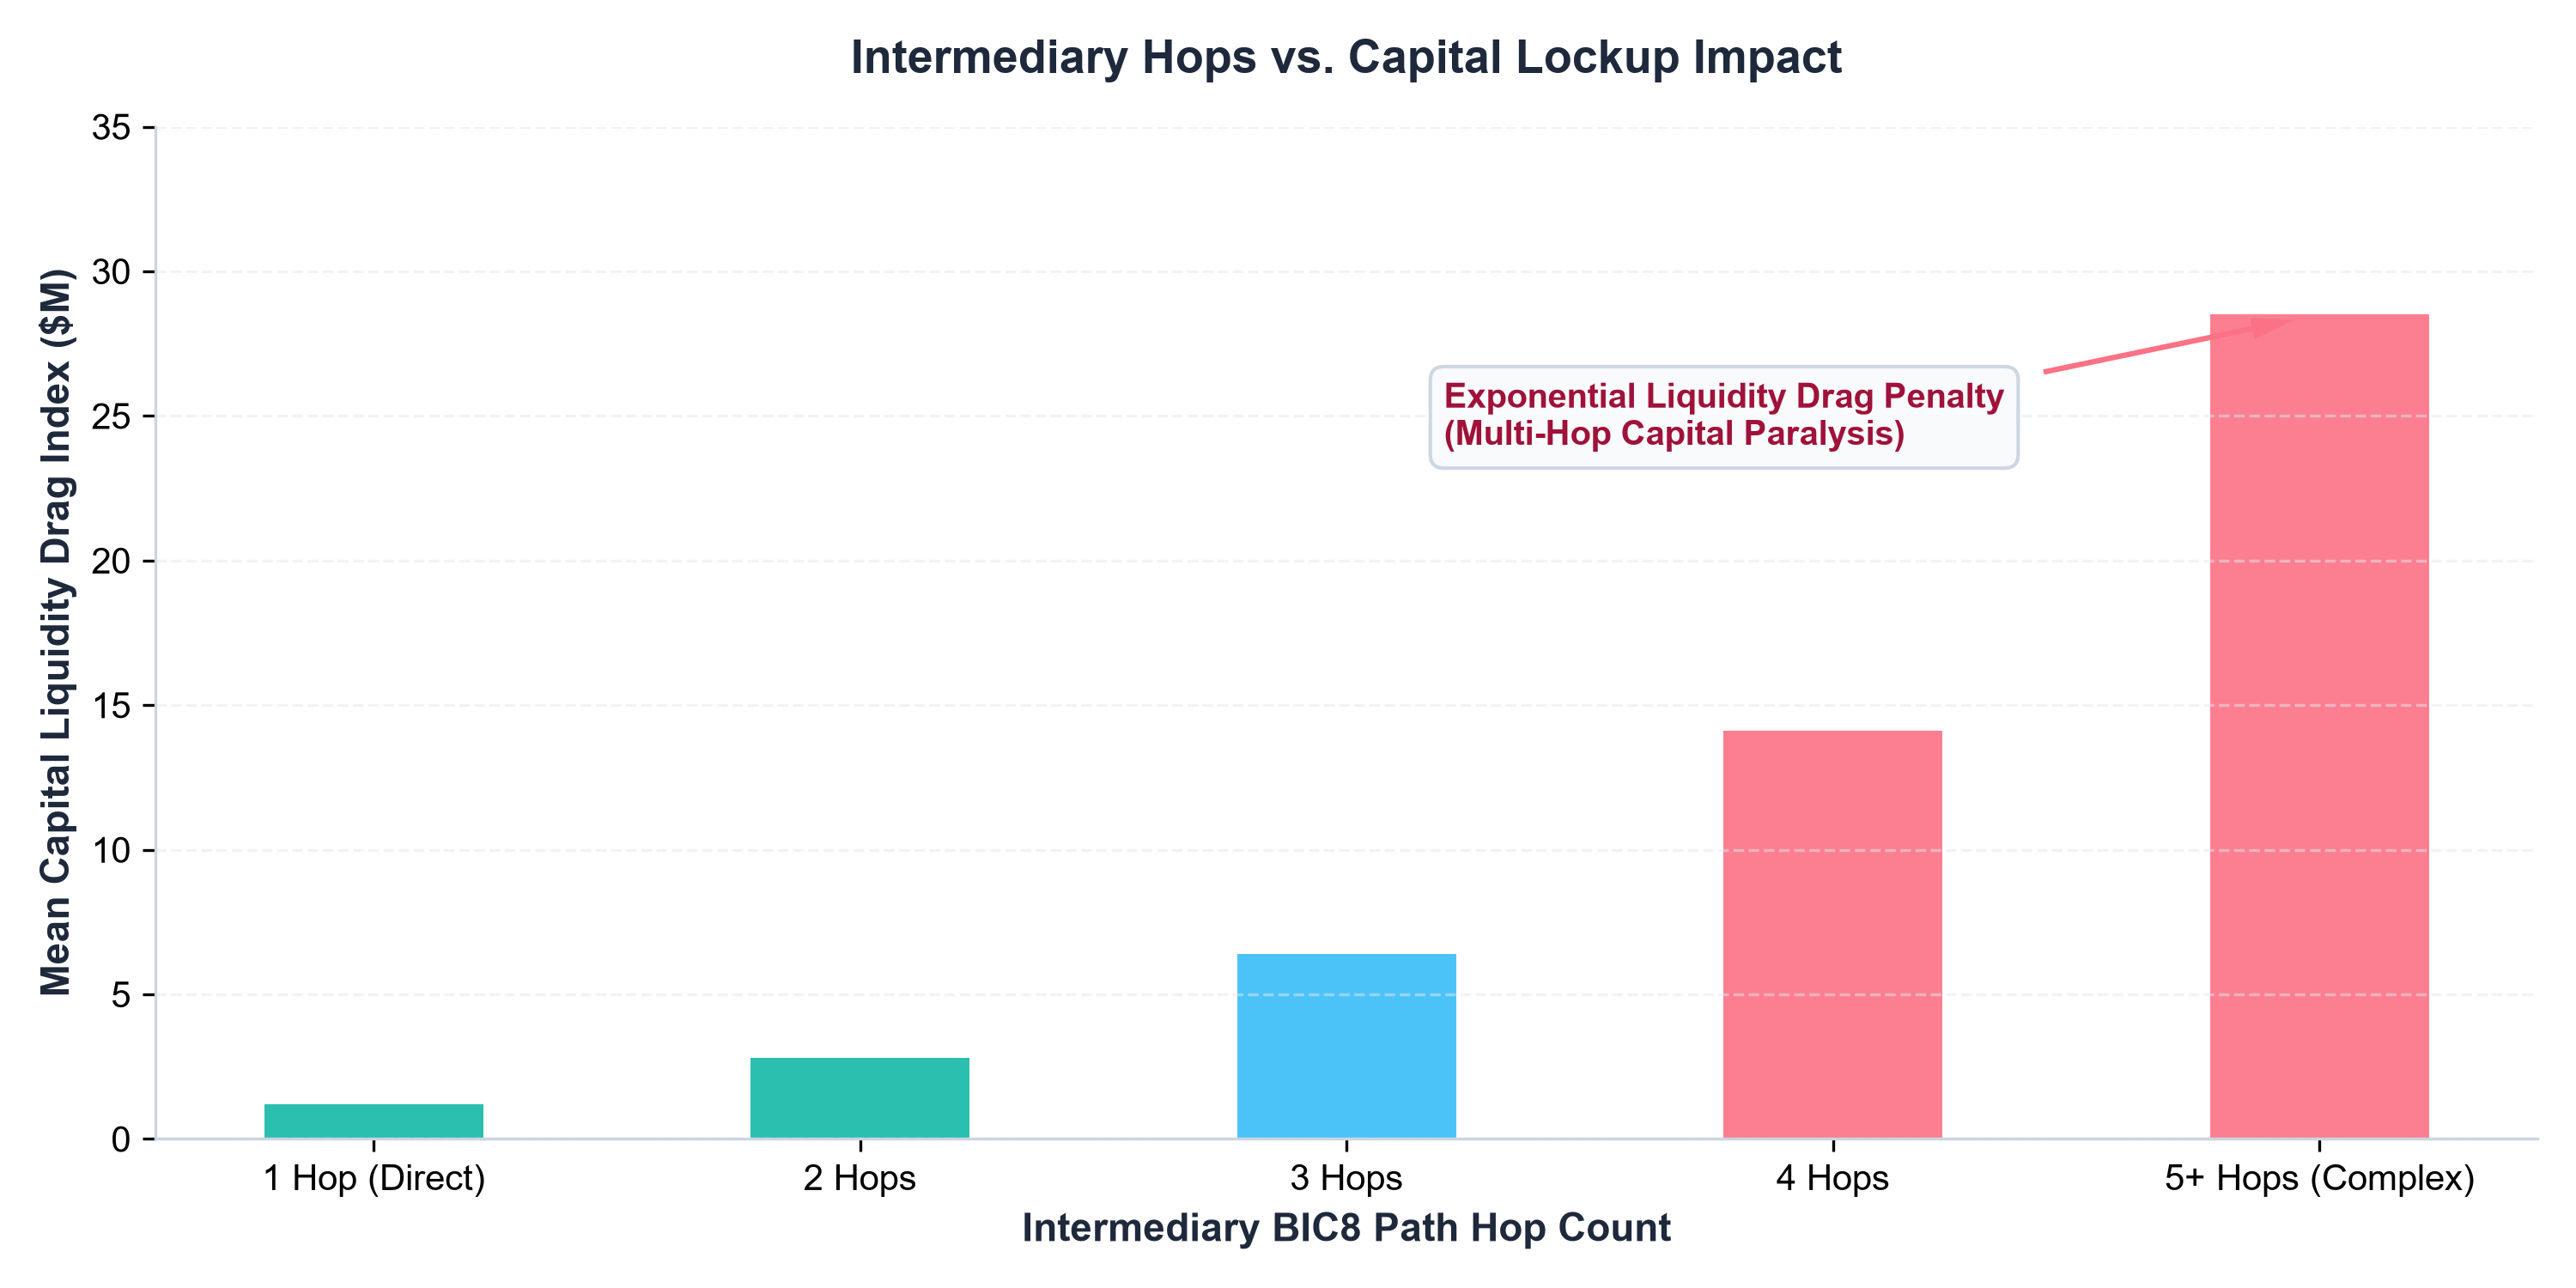 Intermediary Hops vs. Capital Lockup Impact
Mean Capital Liquidity Drag Index ($M)
35
30
25
20
15
10
5
0
Exponential Liquidity Drag Penalty
(Multi-Hop Capital Paralysis)
1 Hop (Direct)
2 Hops
3 Hops
4 Hops
5+ Hops (Complex)
Intermediary BIC8 Path Hop Count